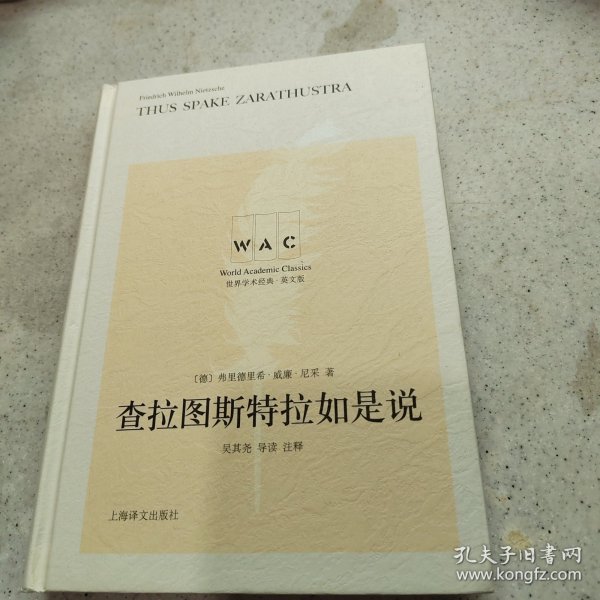 Friedrich Wilhelm Nietzsche
THUS SPAKE ZARATHUSTRA
WAC
World Academic Classics
世界学术经典·英文版
〔德〕弗里德里希·威廉·尼采 著
查拉图斯特拉如是说
吴其尧 导读 注释
上海译文出版社
孔夫子旧书网
www.kongfz.com